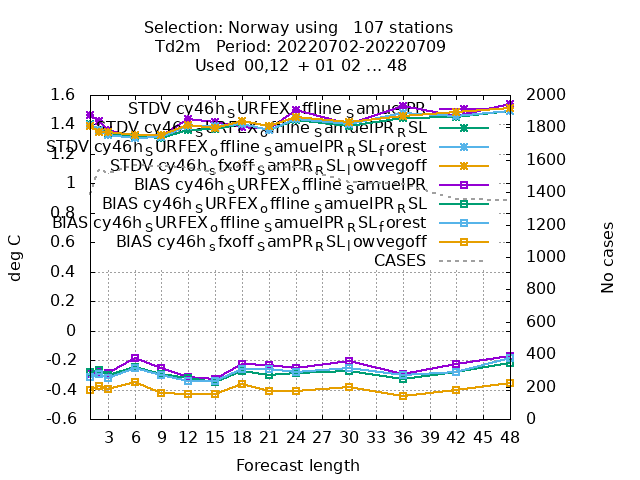 Selection: Norway using   107 stations
Td2m   Period: 20220702-20220709
Used  00,12  + 01 02 ... 48
1.6
1.4
1.2
1
0.8
0.6
0.4
0.2
0
-0.2
-0.4
-0.6
deg C
2000
1800
1600
1400
1200
1000
800
600
400
200
0
No cases
STDV cy46h_SURFEX_offline_SamuelPR
STDV cy46h_SURFEX_offline_SamuelPR_RSL
STDV cy46h_SURFEX_offline_SamuelPR_RSL_forest
STDV cy46h_sfxoff_SamPR_RSL_lowvegoff
BIAS cy46h_SURFEX_offline_SamuelPR
BIAS cy46h_SURFEX_offline_SamuelPR_RSL
BIAS cy46h_SURFEX_offline_SamuelPR_RSL_forest
BIAS cy46h_sfxoff_SamPR_RSL_lowvegoff
CASES
3 6 9 12 15 18 21 24 27 30 33 36 39 42 45 48
Forecast length